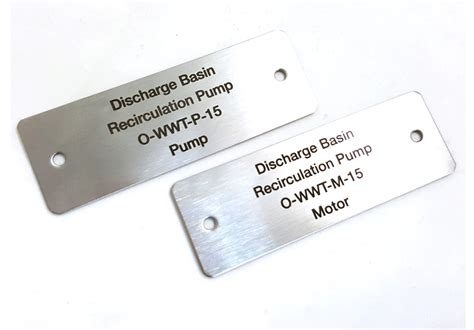 Discharge Basin
Recirculation Pump
O-WWT-P-15
Pump
Discharge Basin
Recirculation Pump
O-WWT-M-15
Motor